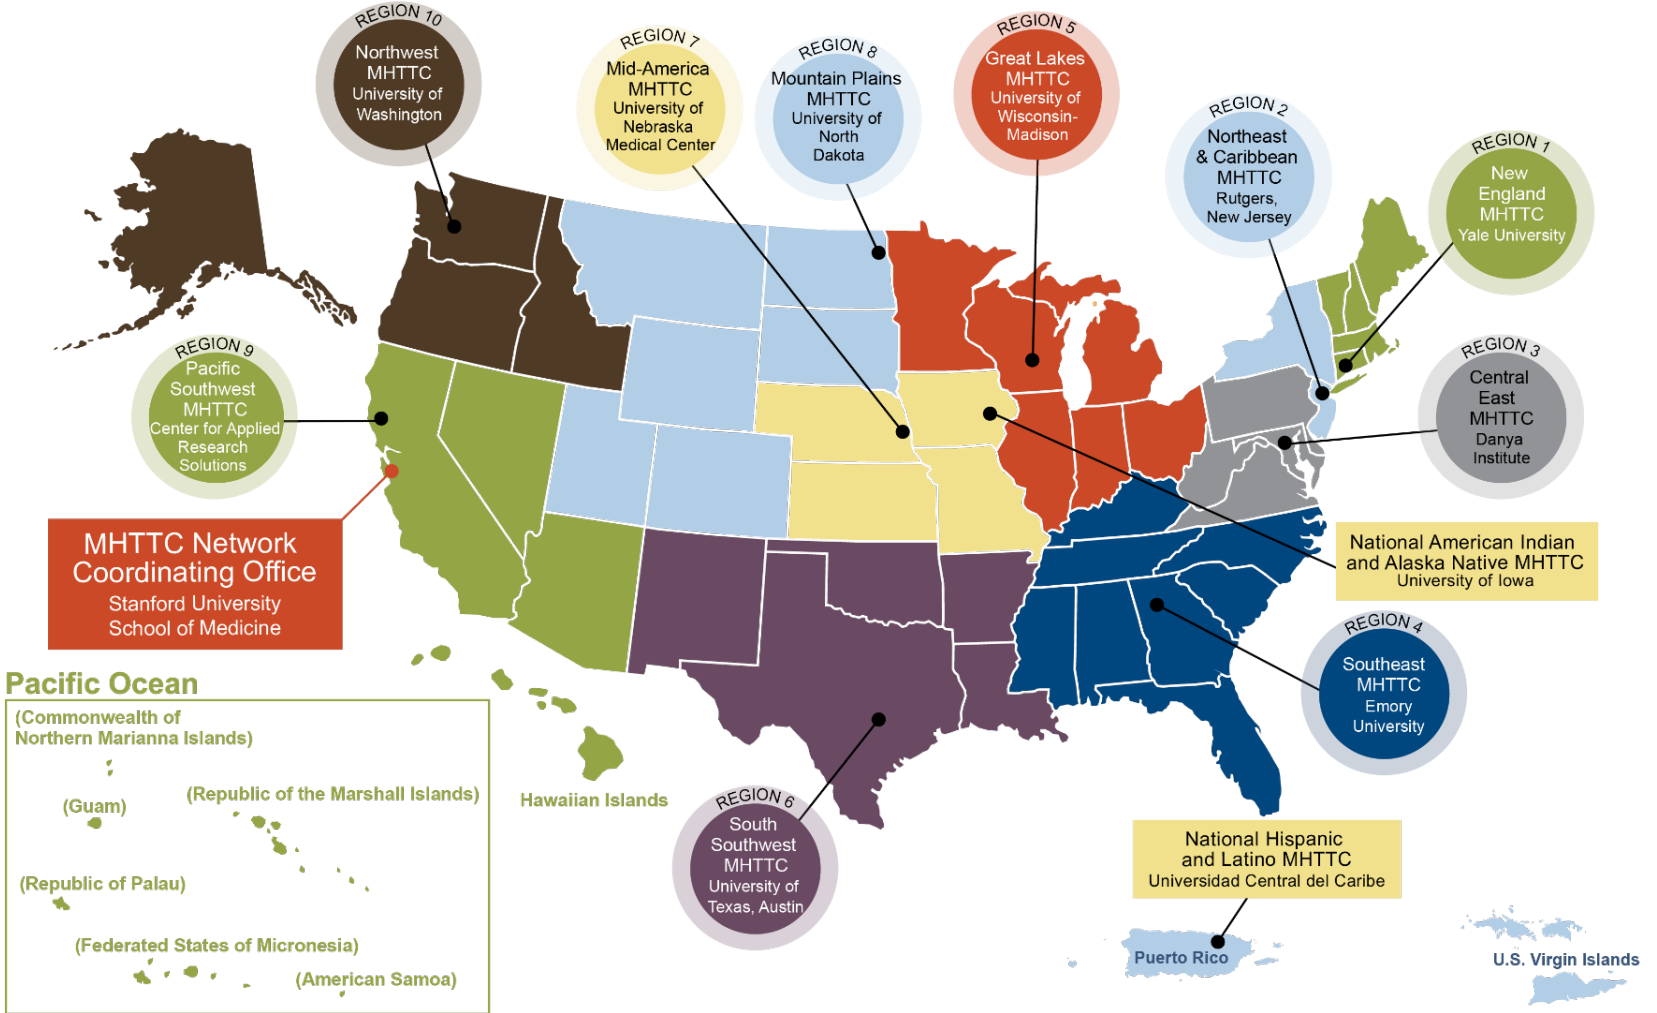 REGION 10
Northwest
MHTTC
University of
Washington
REGION 7
Mid-America
MHTTC
University of
Nebraska
Medical Center
REGION 8
Mountain Plains
MHTTC
University of
North
Dakota
REGION 5
Great Lakes
MHTTC
University of
Wisconsin-
Madison
REGION 2
Northeast
& Caribbean
MHTTC
Rutgers,
New Jersey
REGION 1
New
England
MHTTC
Yale University
REGION 9
Pacific
Southwest
MHTTC
Center for Applied
Research
Solutions
REGION 3
Central
East
MHTTC
Danya
Institute
MHTTC Network
Coordinating Office
Stanford University
School of Medicine
National American Indian
and Alaska Native MHTTC
University of Iowa
REGION 4
Southeast
MHTTC
Emory
University
Pacific Ocean
(Commonwealth of
Northern Marianna Islands)
(Guam)
(Republic of the Marshall Islands)
(Republic of Palau)
(Federated States of Micronesia)
(American Samoa)
Hawaiian Islands
REGION 6
South
Southwest
MHTTC
University of
Texas, Austin
National Hispanic
and Latino MHTTC
Universidad Central del Caribe
Puerto Rico
U.S. Virgin Islands